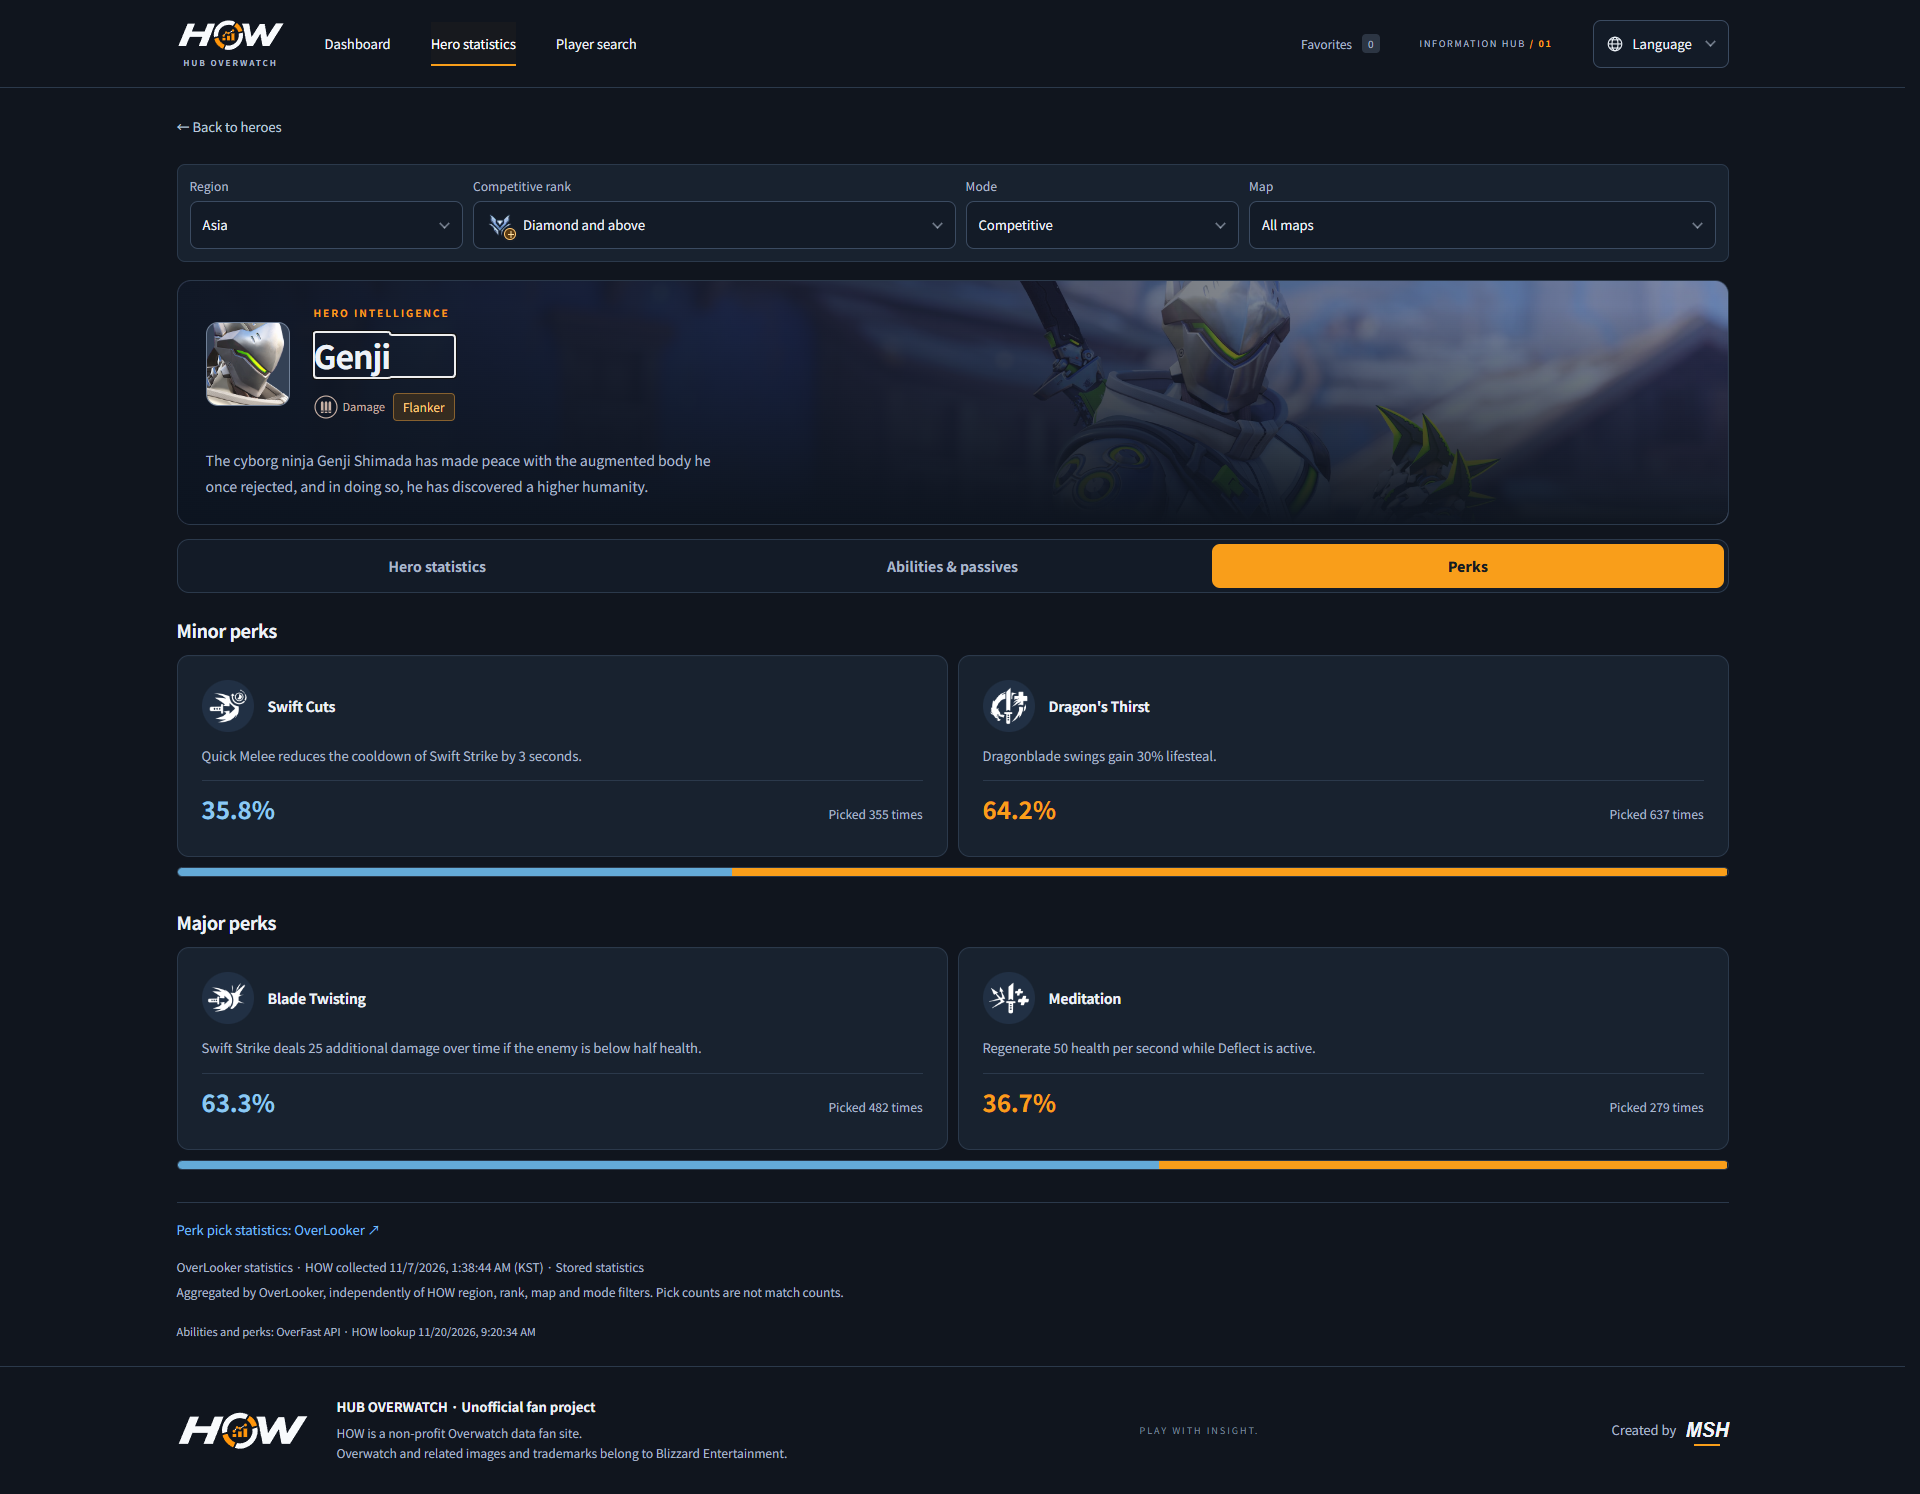 HOW
HUB OVERWATCH
Dashboard
Hero statistics
Player search
Favorites 0
INFORMATION HUB / 01
Language
← Back to heroes
Region
Competitive rank
Mode
Map
Asia
Diamond and above
Competitive
All maps
HERO INTELLIGENCE
Genji
Damage
Flanker
The cyborg ninja Genji Shimada has made peace with the augmented body he
once rejected, and in doing so, he has discovered a higher humanity.
Hero statistics
Abilities & passives
Perks
Minor perks
Swift Cuts
Quick Melee reduces the cooldown of Swift Strike by 3 seconds.
35.8%
Picked 355 times
Dragon's Thirst
Dragonblade swings gain 30% lifesteal.
64.2%
Picked 637 times
Major perks
Blade Twisting
Swift Strike deals 25 additional damage over time if the enemy is below half health.
63.3%
Picked 482 times
Meditation
Regenerate 50 health per second while Deflect is active.
36.7%
Picked 279 times
Perk pick statistics: OverLooker ↗
OverLooker statistics · HOW collected 11/7/2026, 1:38:44 AM (KST) · Stored statistics
Aggregated by OverLooker, independently of HOW region, rank, map and mode filters. Pick counts are not match counts.
Abilities and perks: OverFast API · HOW lookup 11/20/2026, 9:20:34 AM
HOW
HUB OVERWATCH · Unofficial fan project
HOW is a non-profit Overwatch data fan site.
Overwatch and related images and trademarks belong to Blizzard Entertainment.
PLAY WITH INSIGHT.
Created by MSH